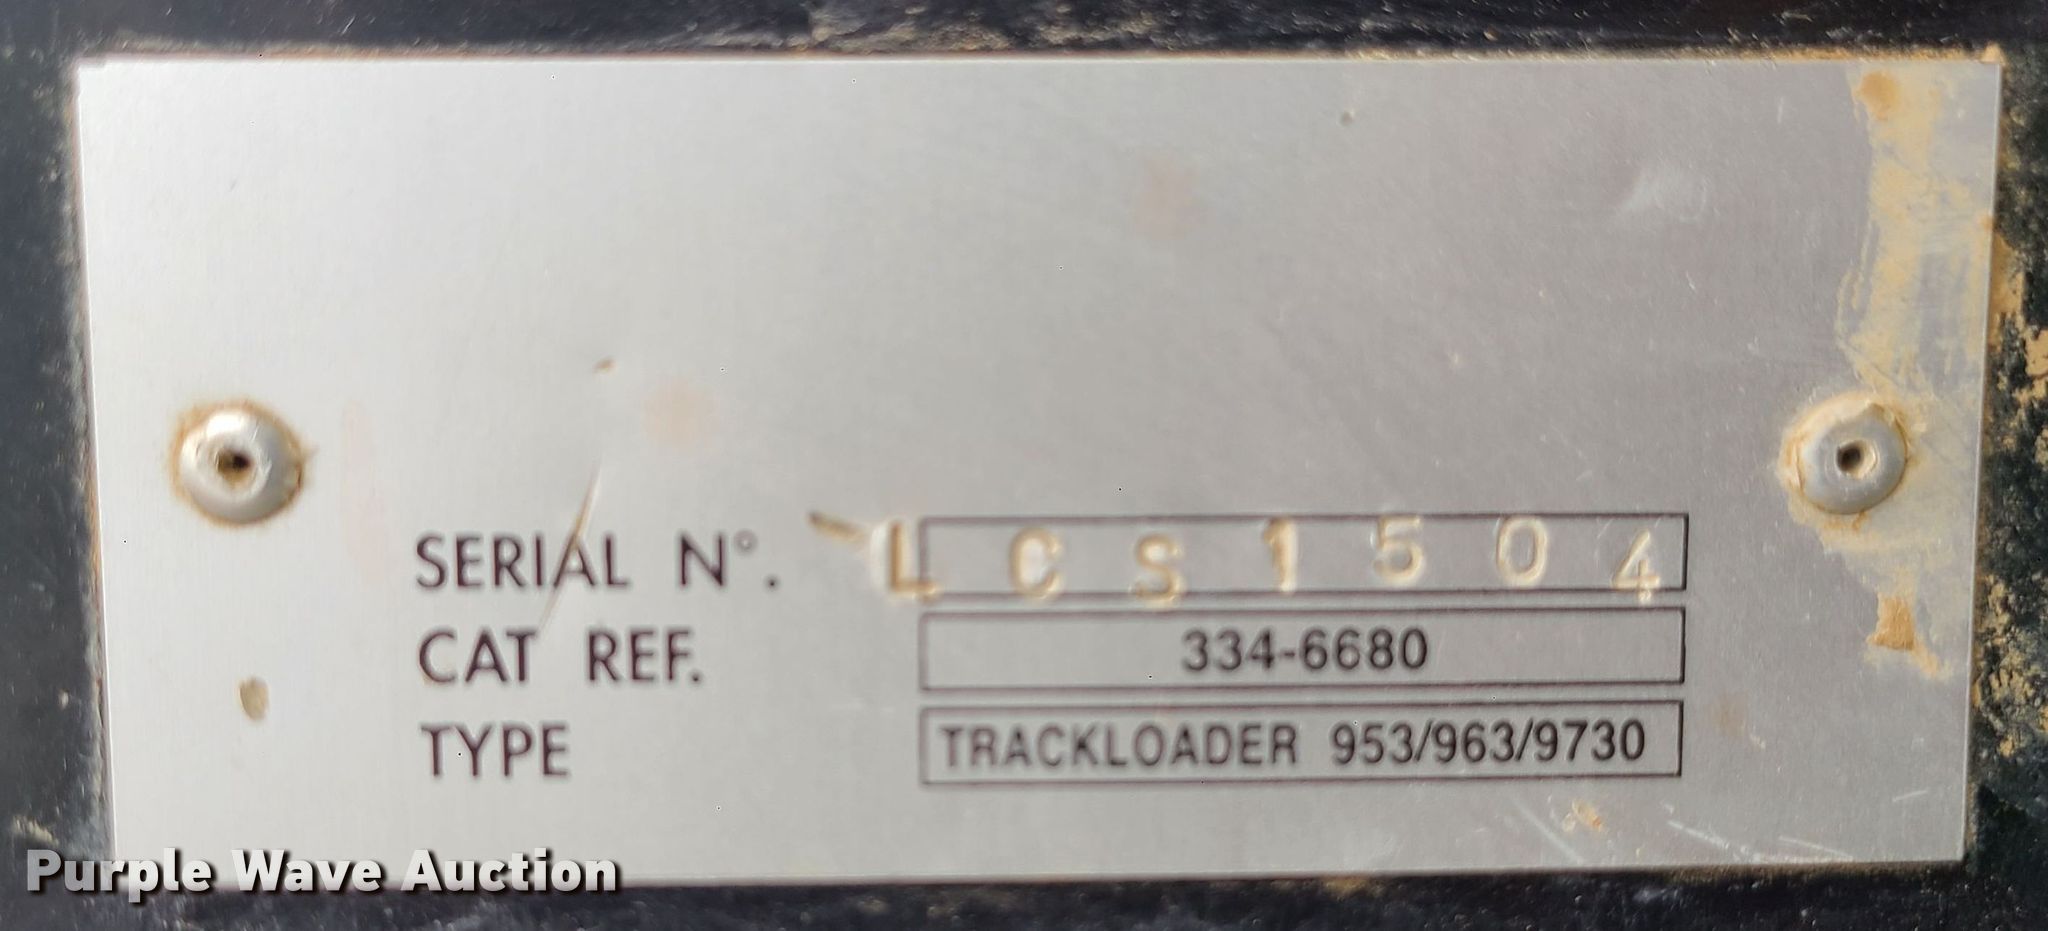 SERIAL N°. LCS1504
CAT REF. 334-6680
TYPE TRACKLOADER 953/963/9730
Purple Wave Auction